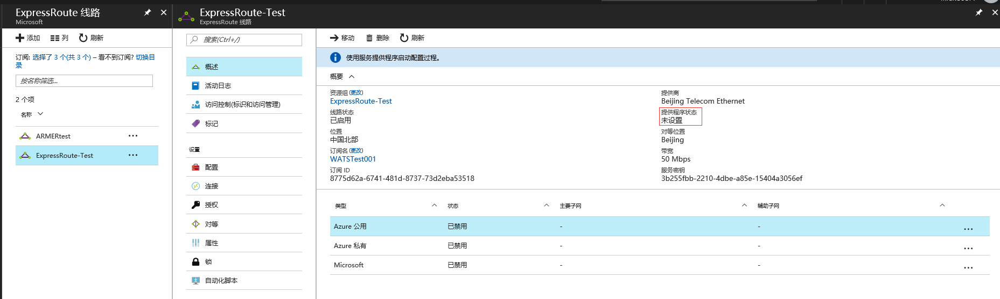 ExpressRoute 线路
Microsoft
添加 列 刷新
订阅: 选择了 3 个(共 3 个) – 看不到订阅? 切换目
录
按名称筛选...
2 个项
名称
ARMERtest
ExpressRoute-Test
ExpressRoute-Test
ExpressRoute 线路
搜索(Ctrl+/)
概述
活动日志
访问控制(标识和访问管理)
标记
设置
配置
连接
授权
对等
属性
锁
自动化脚本
移动 删除 刷新
使用服务提供程序启动配置过程。
概要
资源组(更改)
ExpressRoute-Test
线路状态
已启用
位置
中国北部
订阅名(更改)
WATSTest001
订阅 ID
8775d62a-6741-481d-8737-73d2eba53518
提供商
Beijing Telecom Ethernet
提供程序状态
未设置
对等位置
Beijing
带宽
50 Mbps
服务密钥
3b255fbb-2210-4dbe-a85e-15404a3056ef
类型 状态 主要子网 辅助子网
Azure 公用 已禁用 - -
Azure 私有 已禁用 - -
Microsoft 已禁用 - -